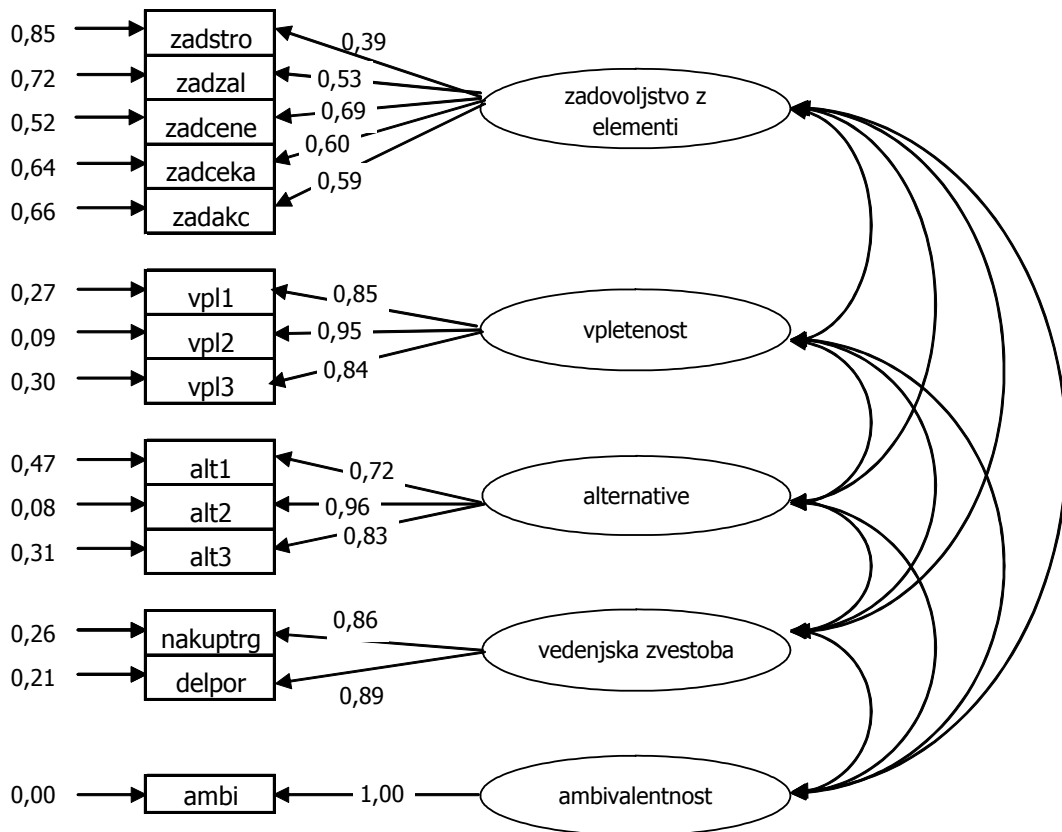 0,85
zadstro
0,39
0,72
zadzal
0,53
0,52
zadcene
0,69
0,64
zadceka
0,60
0,66
zadakc
0,59
zadovoljstvo z
elementi
0,27
vpl1
0,85
0,09
vpl2
0,95
0,30
vpl3
0,84
vpletenost
0,47
alt1
0,72
0,08
alt2
0,96
0,31
alt3
0,83
alternative
0,26
nakuptrg
0,86
0,21
delpor
0,89
vedenjska zvestoba
0,00
ambi
1,00
ambivalentnost